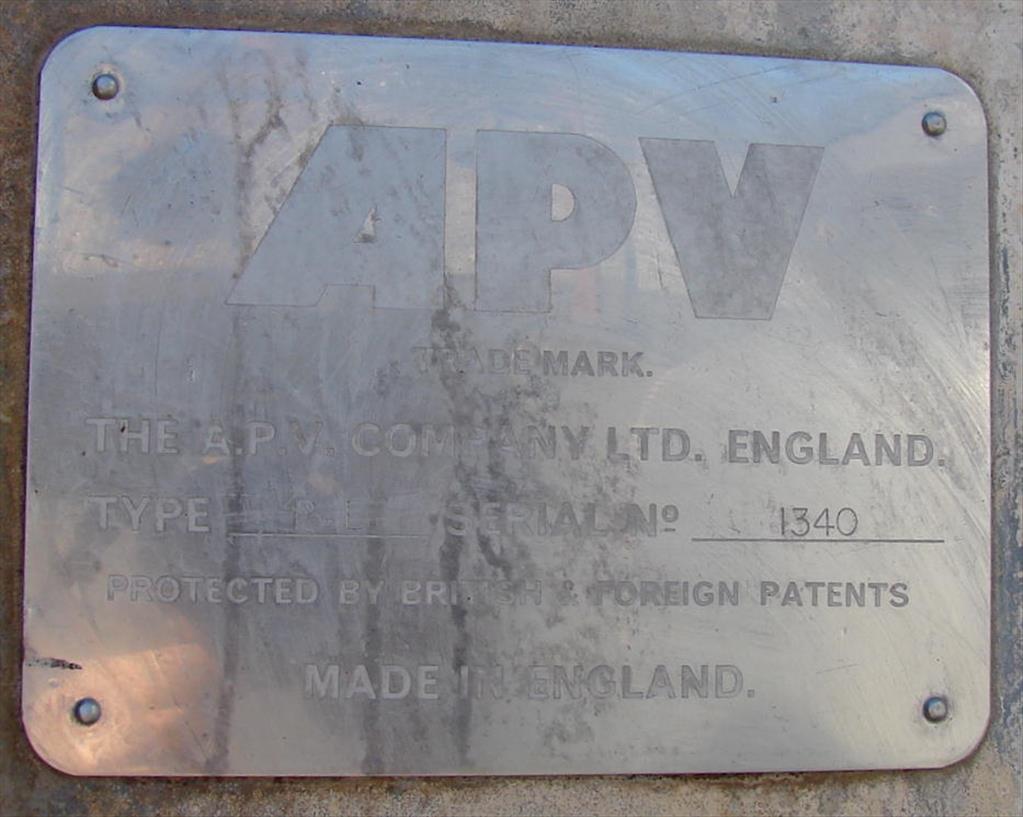 APV
TRADE MARK.
THE A.P.V. COMPANY LTD. ENGLAND.
TYPE SERIAL Nº 1340
PROTECTED BY BRITISH & FOREIGN PATENTS
MADE IN ENGLAND.